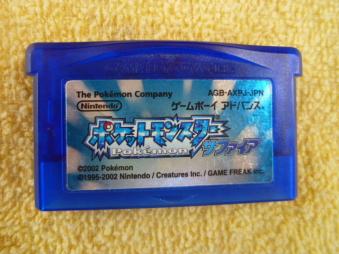 The Pokémon Company AGB-AXPJ-JPN
Nintendo ゲームボーイ アドバンス
ポケットモンスター
Pokémon サファイア
©2002 Pokémon
©1995-2002 Nintendo / Creatures inc. / GAME FREAK inc.